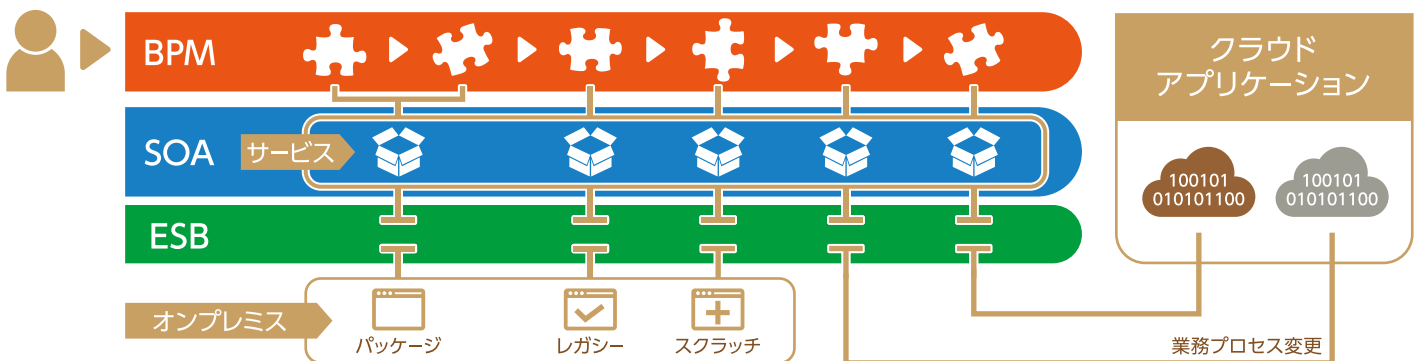 BPM
クラウド
アプリケーション
SOA
サービス
100101
010101100
100101
010101100
ESB
オンプレミス
パッケージ
レガシー
スクラッチ
業務プロセス変更